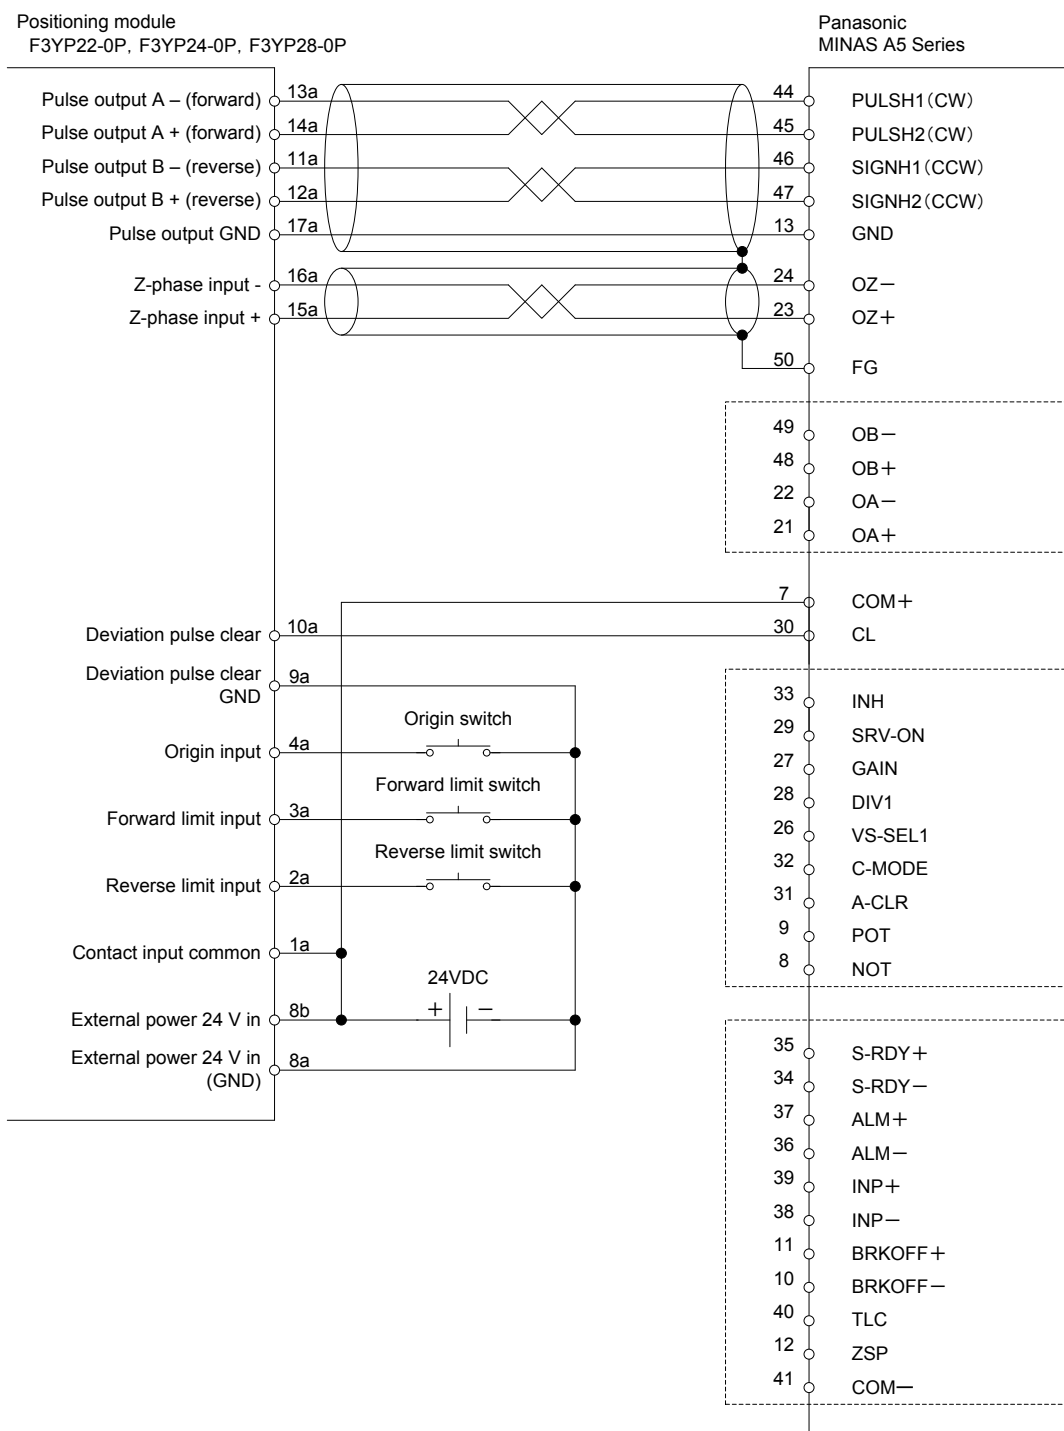 Positioning module
F3YP22-0P, F3YP24-0P, F3YP28-0P
Panasonic
MINAS A5 Series
Pulse output A – (forward) 13a 44 PULSH1(CW)
Pulse output A + (forward) 14a 45 PULSH2(CW)
Pulse output B – (reverse) 11a 46 SIGNH1(CCW)
Pulse output B + (reverse) 12a 47 SIGNH2(CCW)
Pulse output GND 17a 13 GND
Z-phase input - 16a 24 OZ－
Z-phase input + 15a 23 OZ＋
50 FG
49 OB－
48 OB＋
22 OA－
21 OA＋
7 COM＋
Deviation pulse clear 10a 30 CL
Deviation pulse clear
GND 9a
33 INH
Origin switch
29 SRV-ON
Origin input 4a
27 GAIN
Forward limit switch
28 DIV1
Forward limit input 3a
26 VS-SEL1
Reverse limit switch
32 C-MODE
Reverse limit input 2a
31 A-CLR
9 POT
Contact input common 1a
8 NOT
24VDC
External power 24 V in 8b + －
External power 24 V in
(GND) 8a
35 S-RDY＋
34 S-RDY－
37 ALM＋
36 ALM－
39 INP＋
38 INP－
11 BRKOFF＋
10 BRKOFF－
40 TLC
12 ZSP
41 COM－